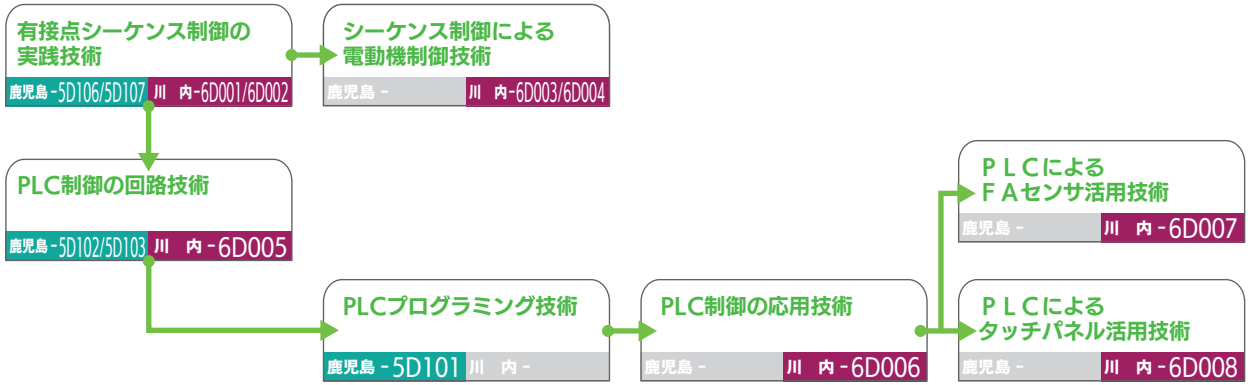 有接点シーケンス制御の
実践技術
鹿児島-5D106/5D107 川 内-6D001/6D002
シーケンス制御による
電動機制御技術
鹿児島- 川 内-6D003/6D004
PLC制御の回路技術
鹿児島-5D102/5D103 川 内-6D005
PLCプログラミング技術
鹿児島-5D101 川 内-
PLC制御の応用技術
鹿児島- 川 内-6D006
PLCによる
FAセンサ活用技術
鹿児島- 川 内-6D007
PLCによる
タッチパネル活用技術
鹿児島- 川 内-6D008